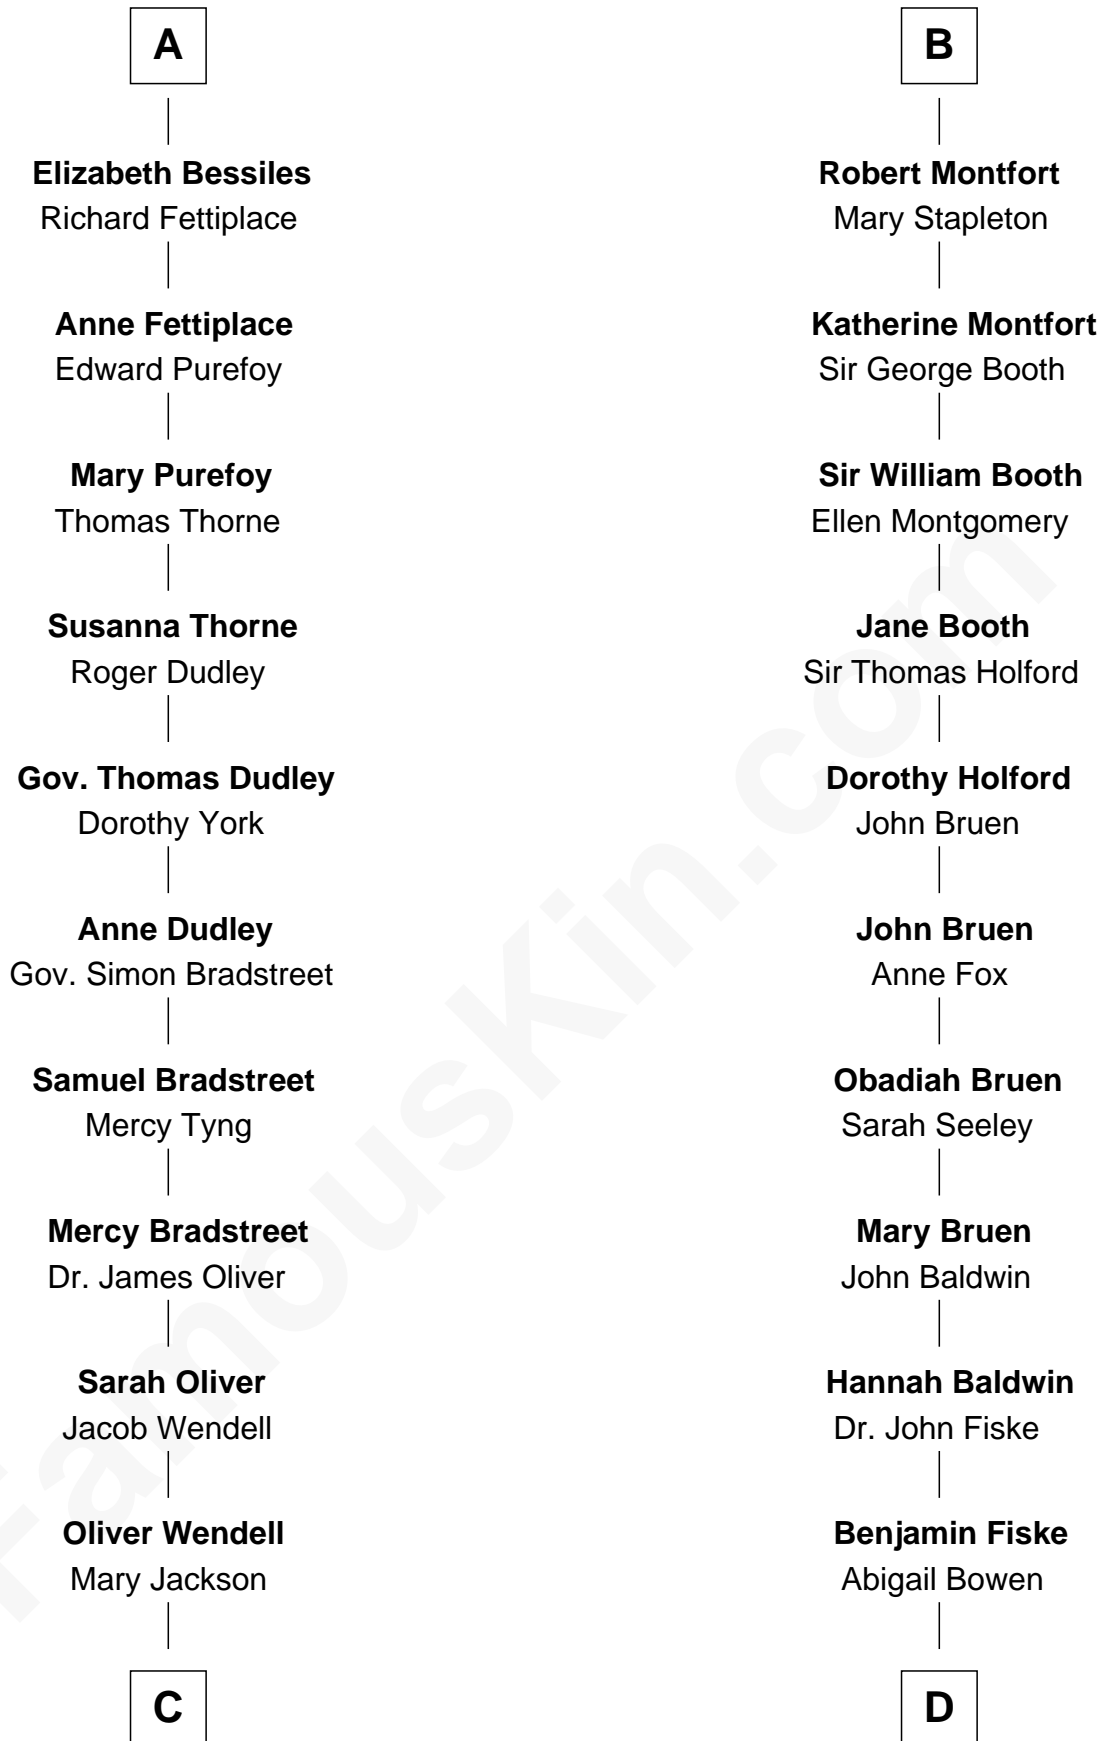 A
Elizabeth Bessiles
Richard Fettiplace
Anne Fettiplace
Edward Purefoy
Mary Purefoy
Thomas Thorne
Susanna Thorne
Roger Dudley
Gov. Thomas Dudley
Dorothy York
Anne Dudley
Gov. Simon Bradstreet
Samuel Bradstreet
Mercy Tyng
Mercy Bradstreet
Dr. James Oliver
Sarah Oliver
Jacob Wendell
Oliver Wendell
Mary Jackson
C
B
Robert Montfort
Mary Stapleton
Katherine Montfort
Sir George Booth
Sir William Booth
Ellen Montgomery
Jane Booth
Sir Thomas Holford
Dorothy Holford
John Bruen
John Bruen
Anne Fox
Obadiah Bruen
Sarah Seeley
Mary Bruen
John Baldwin
Hannah Baldwin
Dr. John Fiske
Benjamin Fiske
Abigail Bowen
D
FamousKin.com